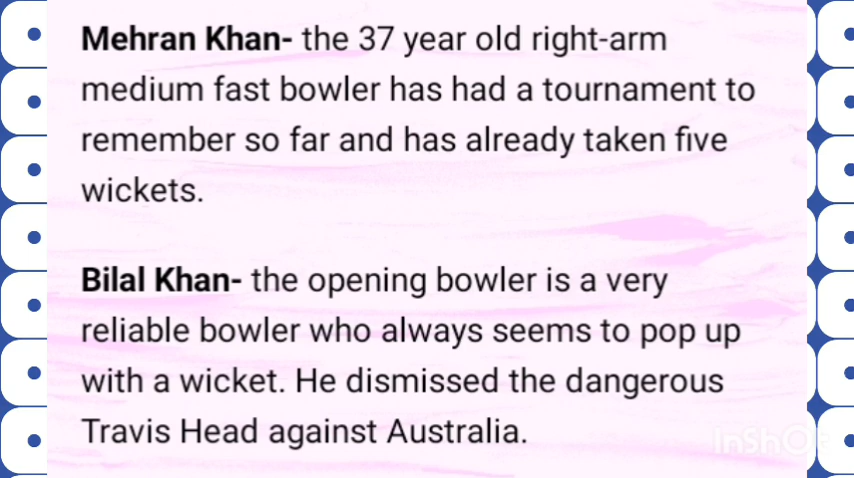 Mehran Khan- the 37 year old right-arm
medium fast bowler has had a tournament to
remember so far and has already taken five
wickets.
Bilal Khan- the opening bowler is a very
reliable bowler who always seems to pop up
with a wicket. He dismissed the dangerous
Travis Head against Australia.
InShOt